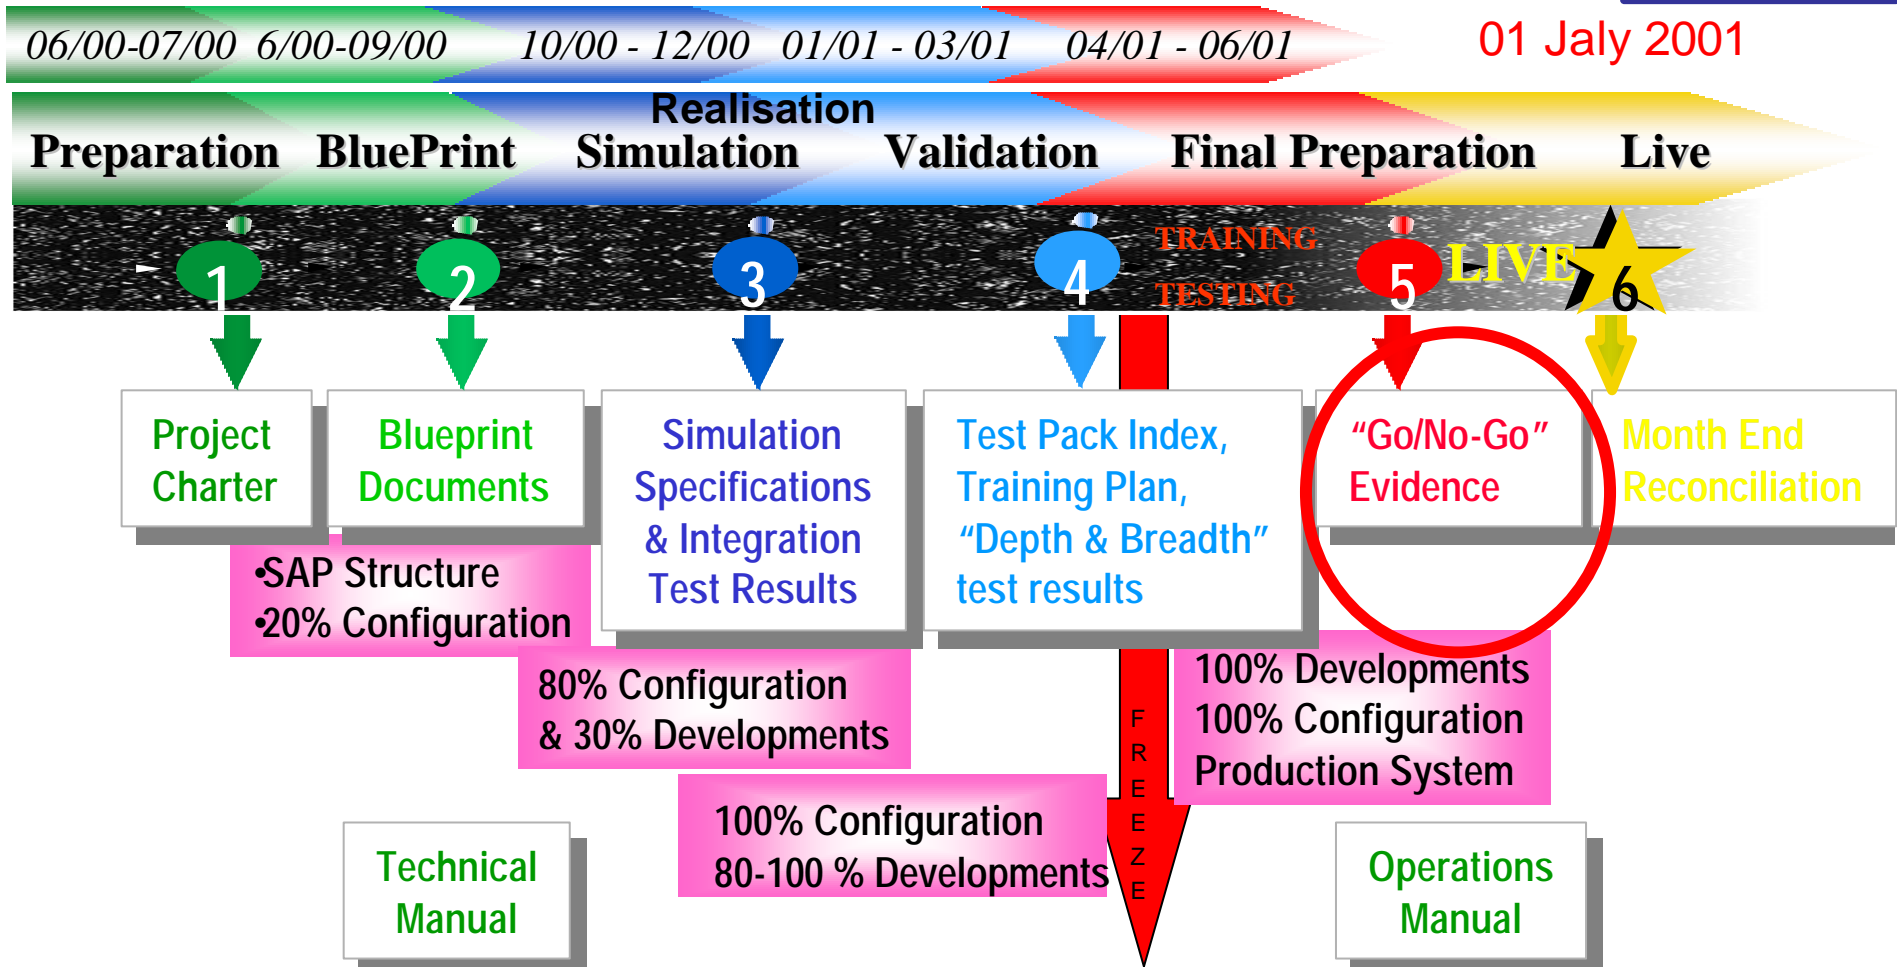 06/00-07/00 6/00-09/00 10/00 - 12/00 01/01 - 03/01 04/01 - 06/01 01 Jaly 2001
Realisation
Preparation BluePrint Simulation Validation Final Preparation Live
TRAINING
1 2 3 4 5 LIVE 6
TESTING
Project
Charter
Blueprint
Documents
Simulation
Specifications
& Integration
Test Results
Test Pack Index,
Training Plan,
“Depth & Breadth”
test results
“Go/No-Go”
Evidence
Month End
Reconciliation
•SAP Structure
•20% Configuration
80% Configuration
& 30% Developments
100% Configuration
80-100 % Developments
FREEZE
100% Developments
100% Configuration
Production System
Technical
Manual
Operations
Manual